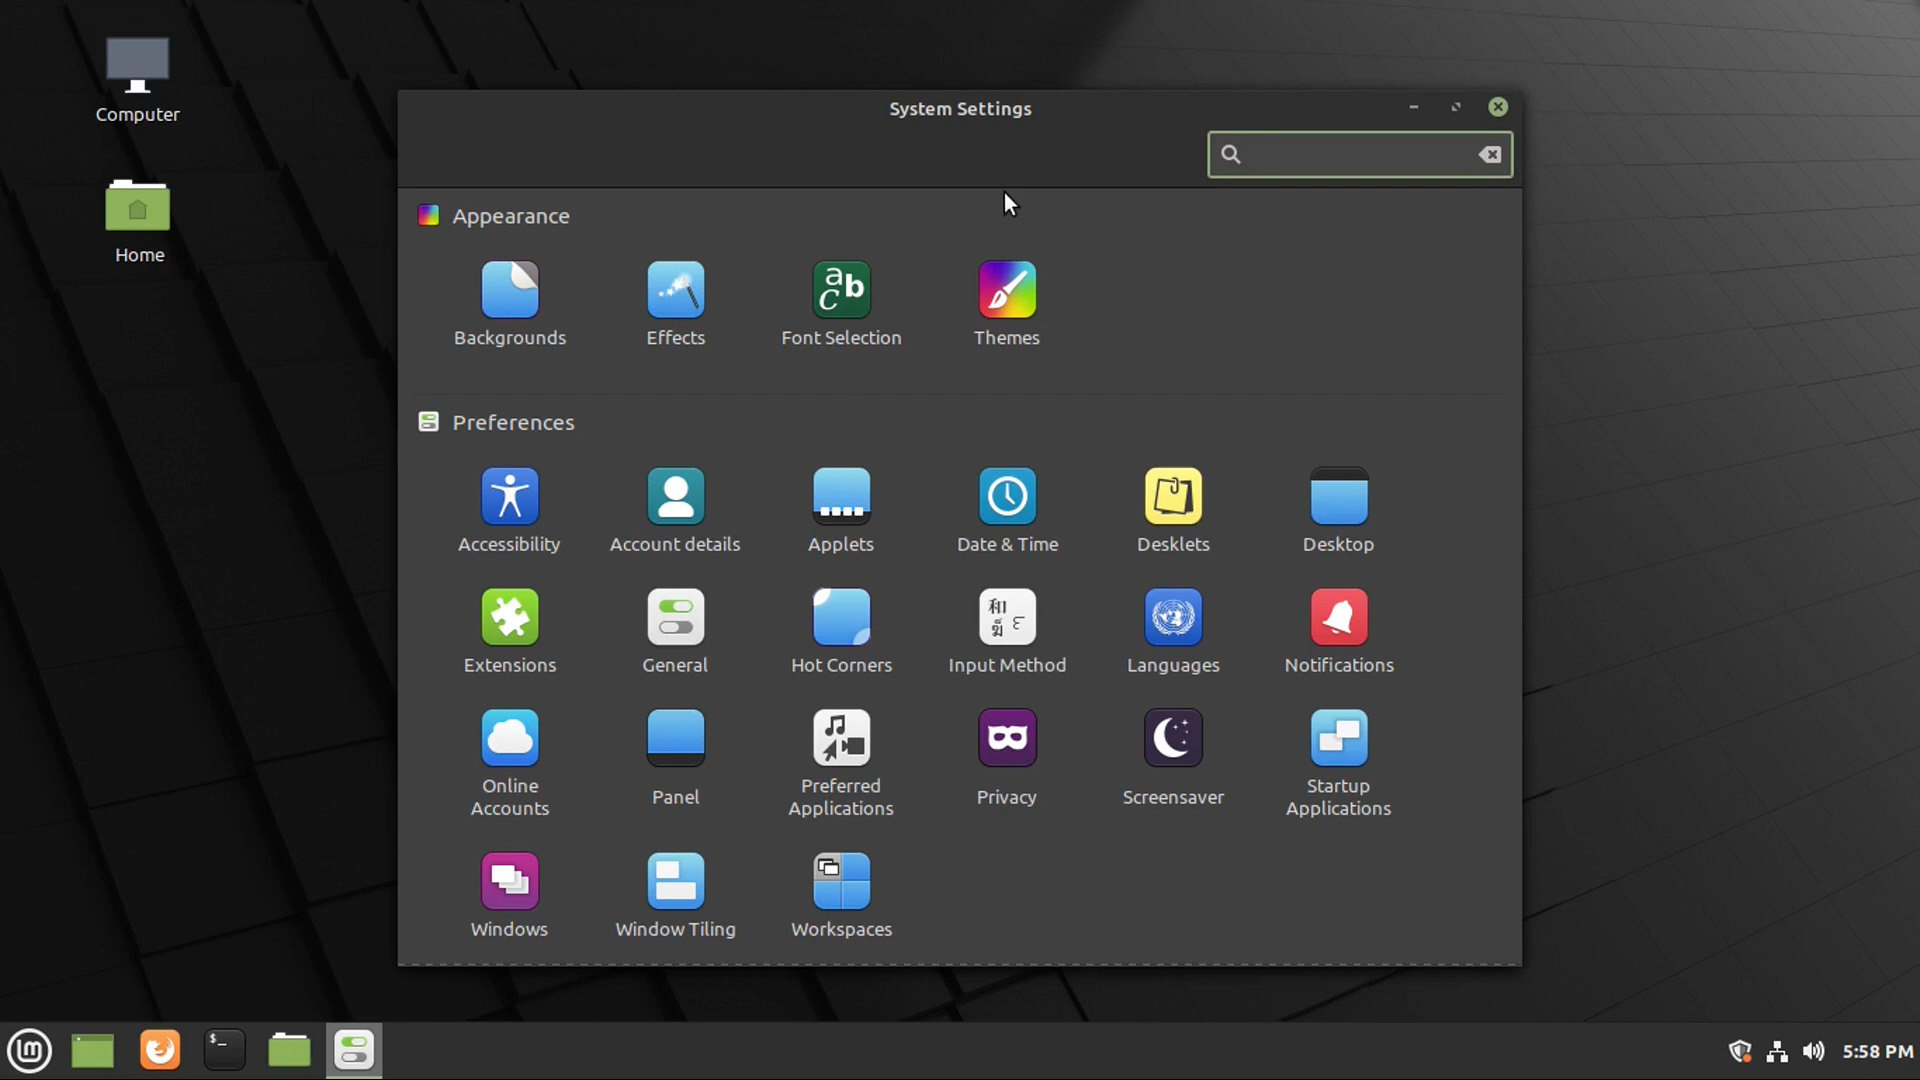 Computer
Home
System Settings
Appearance
Backgrounds
Effects
Font Selection
Themes
Preferences
Accessibility
Account details
Applets
Date & Time
Desklets
Desktop
Extensions
General
Hot Corners
Input Method
Languages
Notifications
Online
Accounts
Panel
Preferred
Applications
Privacy
Screensaver
Startup
Applications
Windows
Window Tiling
Workspaces
5:58 PM